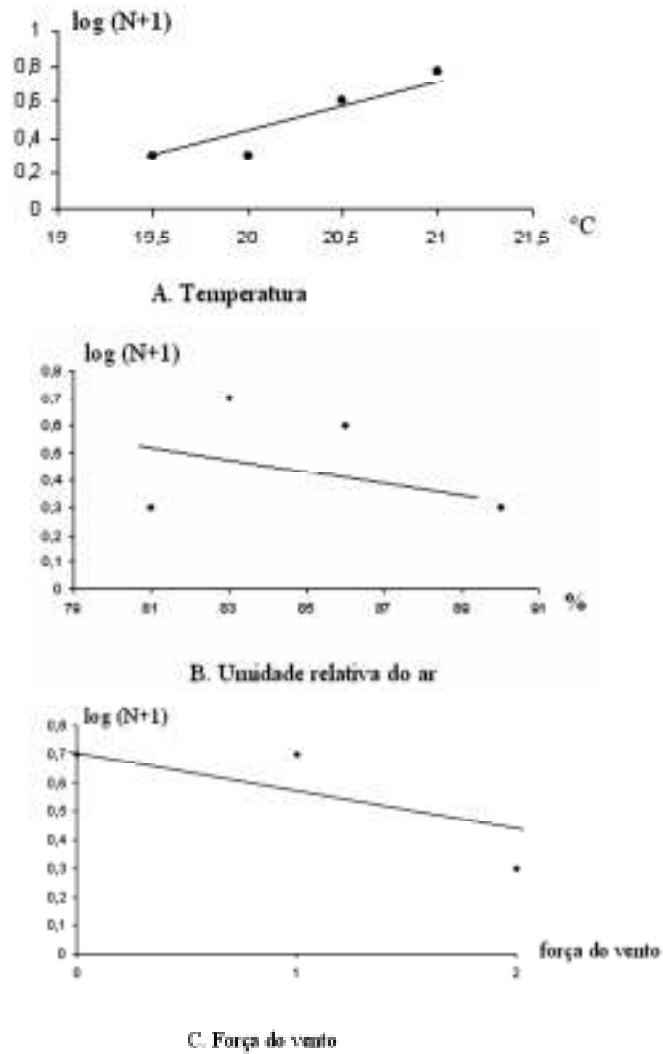 log (N+1)
1
0,8
0,6
0,4
0,2
0
19 19,5 20 20,5 21 21,5 °C
A. Temperatura
log (N+1)
0,8
0,7
0,6
0,5
0,4
0,3
0,2
0,1
0
79 81 83 85 87 89 91 %
B. Umidade relativa do ar
log (N+1)
0,8
0,7
0,6
0,5
0,4
0,3
0,2
0,1
0
0 1 2 força do vento
C. Força do vento